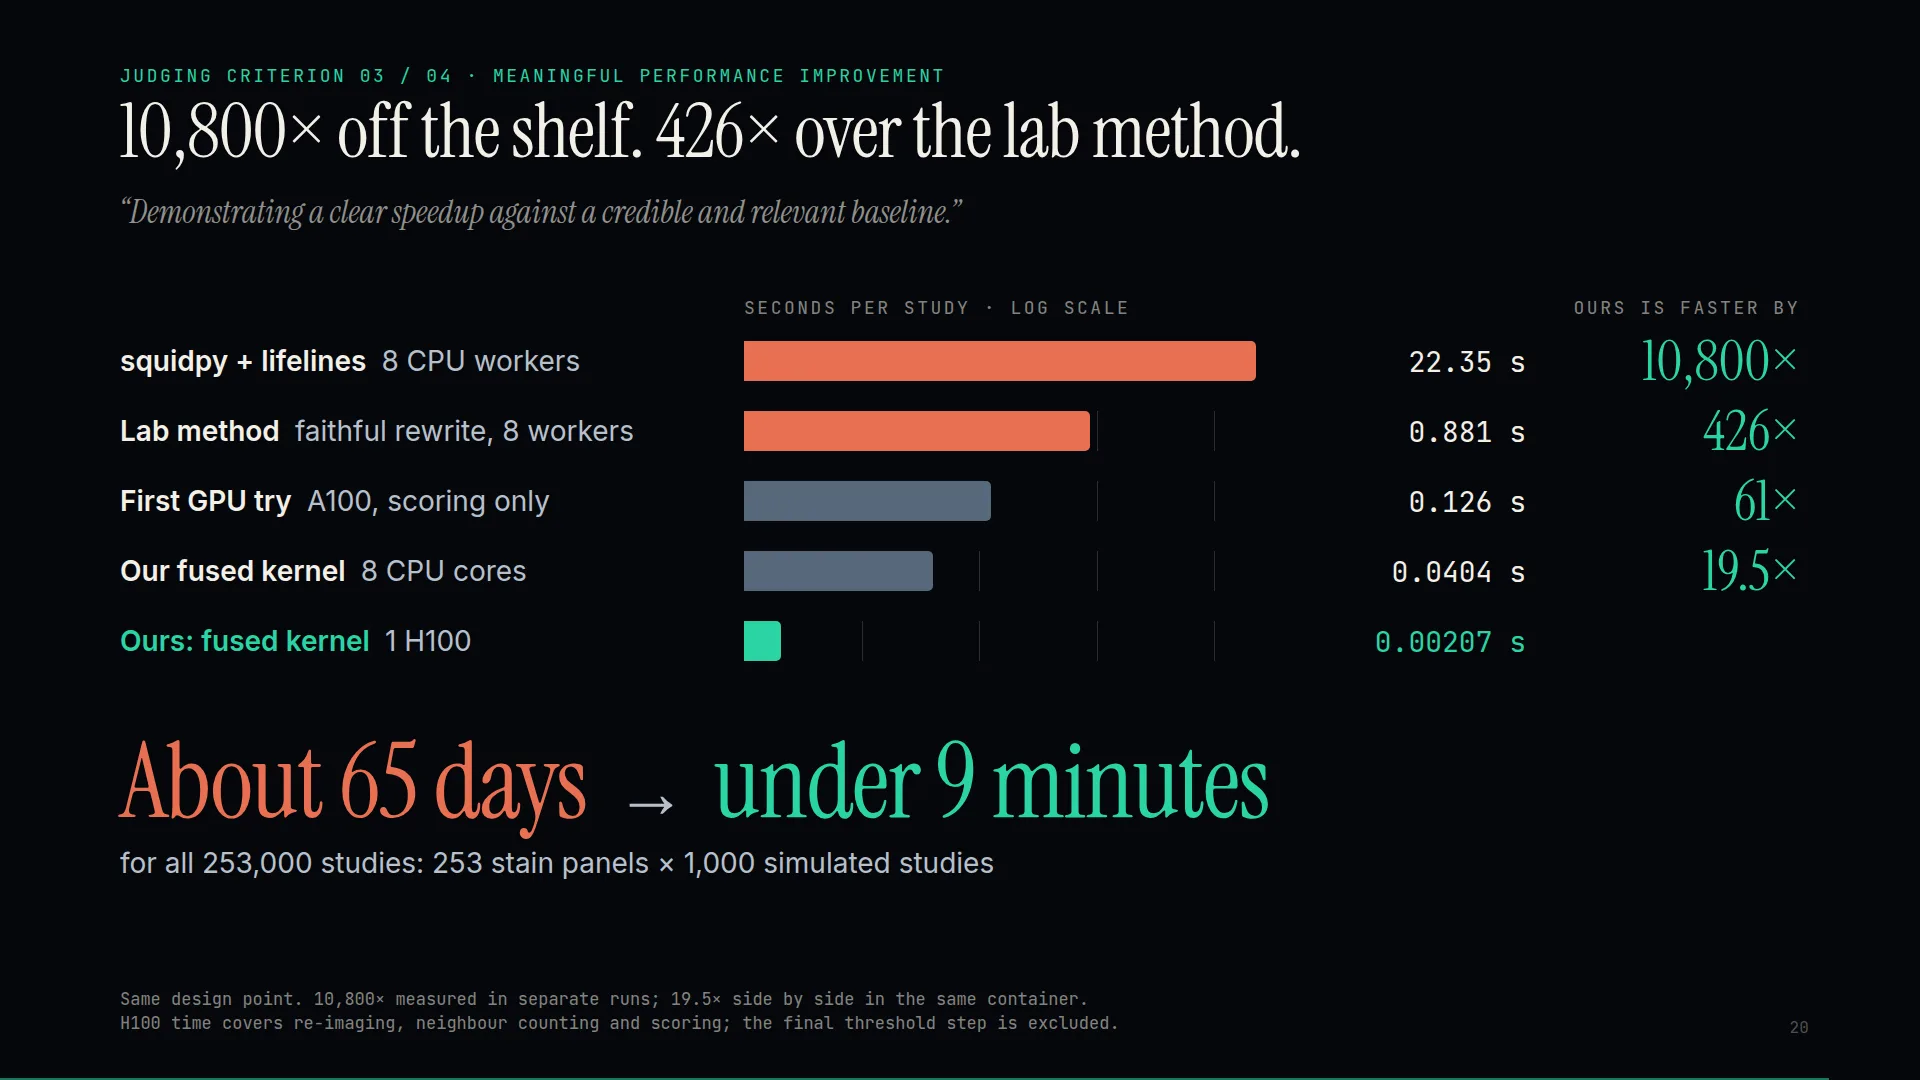 JUDGING CRITERION 03 / 04 · MEANINGFUL PERFORMANCE IMPROVEMENT
10,800× off the shelf. 426× over the lab method.
“Demonstrating a clear speedup against a credible and relevant baseline.”
SECONDS PER STUDY · LOG SCALE OURS IS FASTER BY
squidpy + lifelines 8 CPU workers 22.35 s 10,800×
Lab method faithful rewrite, 8 workers 0.881 s 426×
First GPU try A100, scoring only 0.126 s 61×
Our fused kernel 8 CPU cores 0.0404 s 19.5×
Ours: fused kernel 1 H100 0.00207 s
About 65 days → under 9 minutes
for all 253,000 studies: 253 stain panels × 1,000 simulated studies
Same design point. 10,800× measured in separate runs; 19.5× side by side in the same container.
H100 time covers re-imaging, neighbour counting and scoring; the final threshold step is excluded.
20